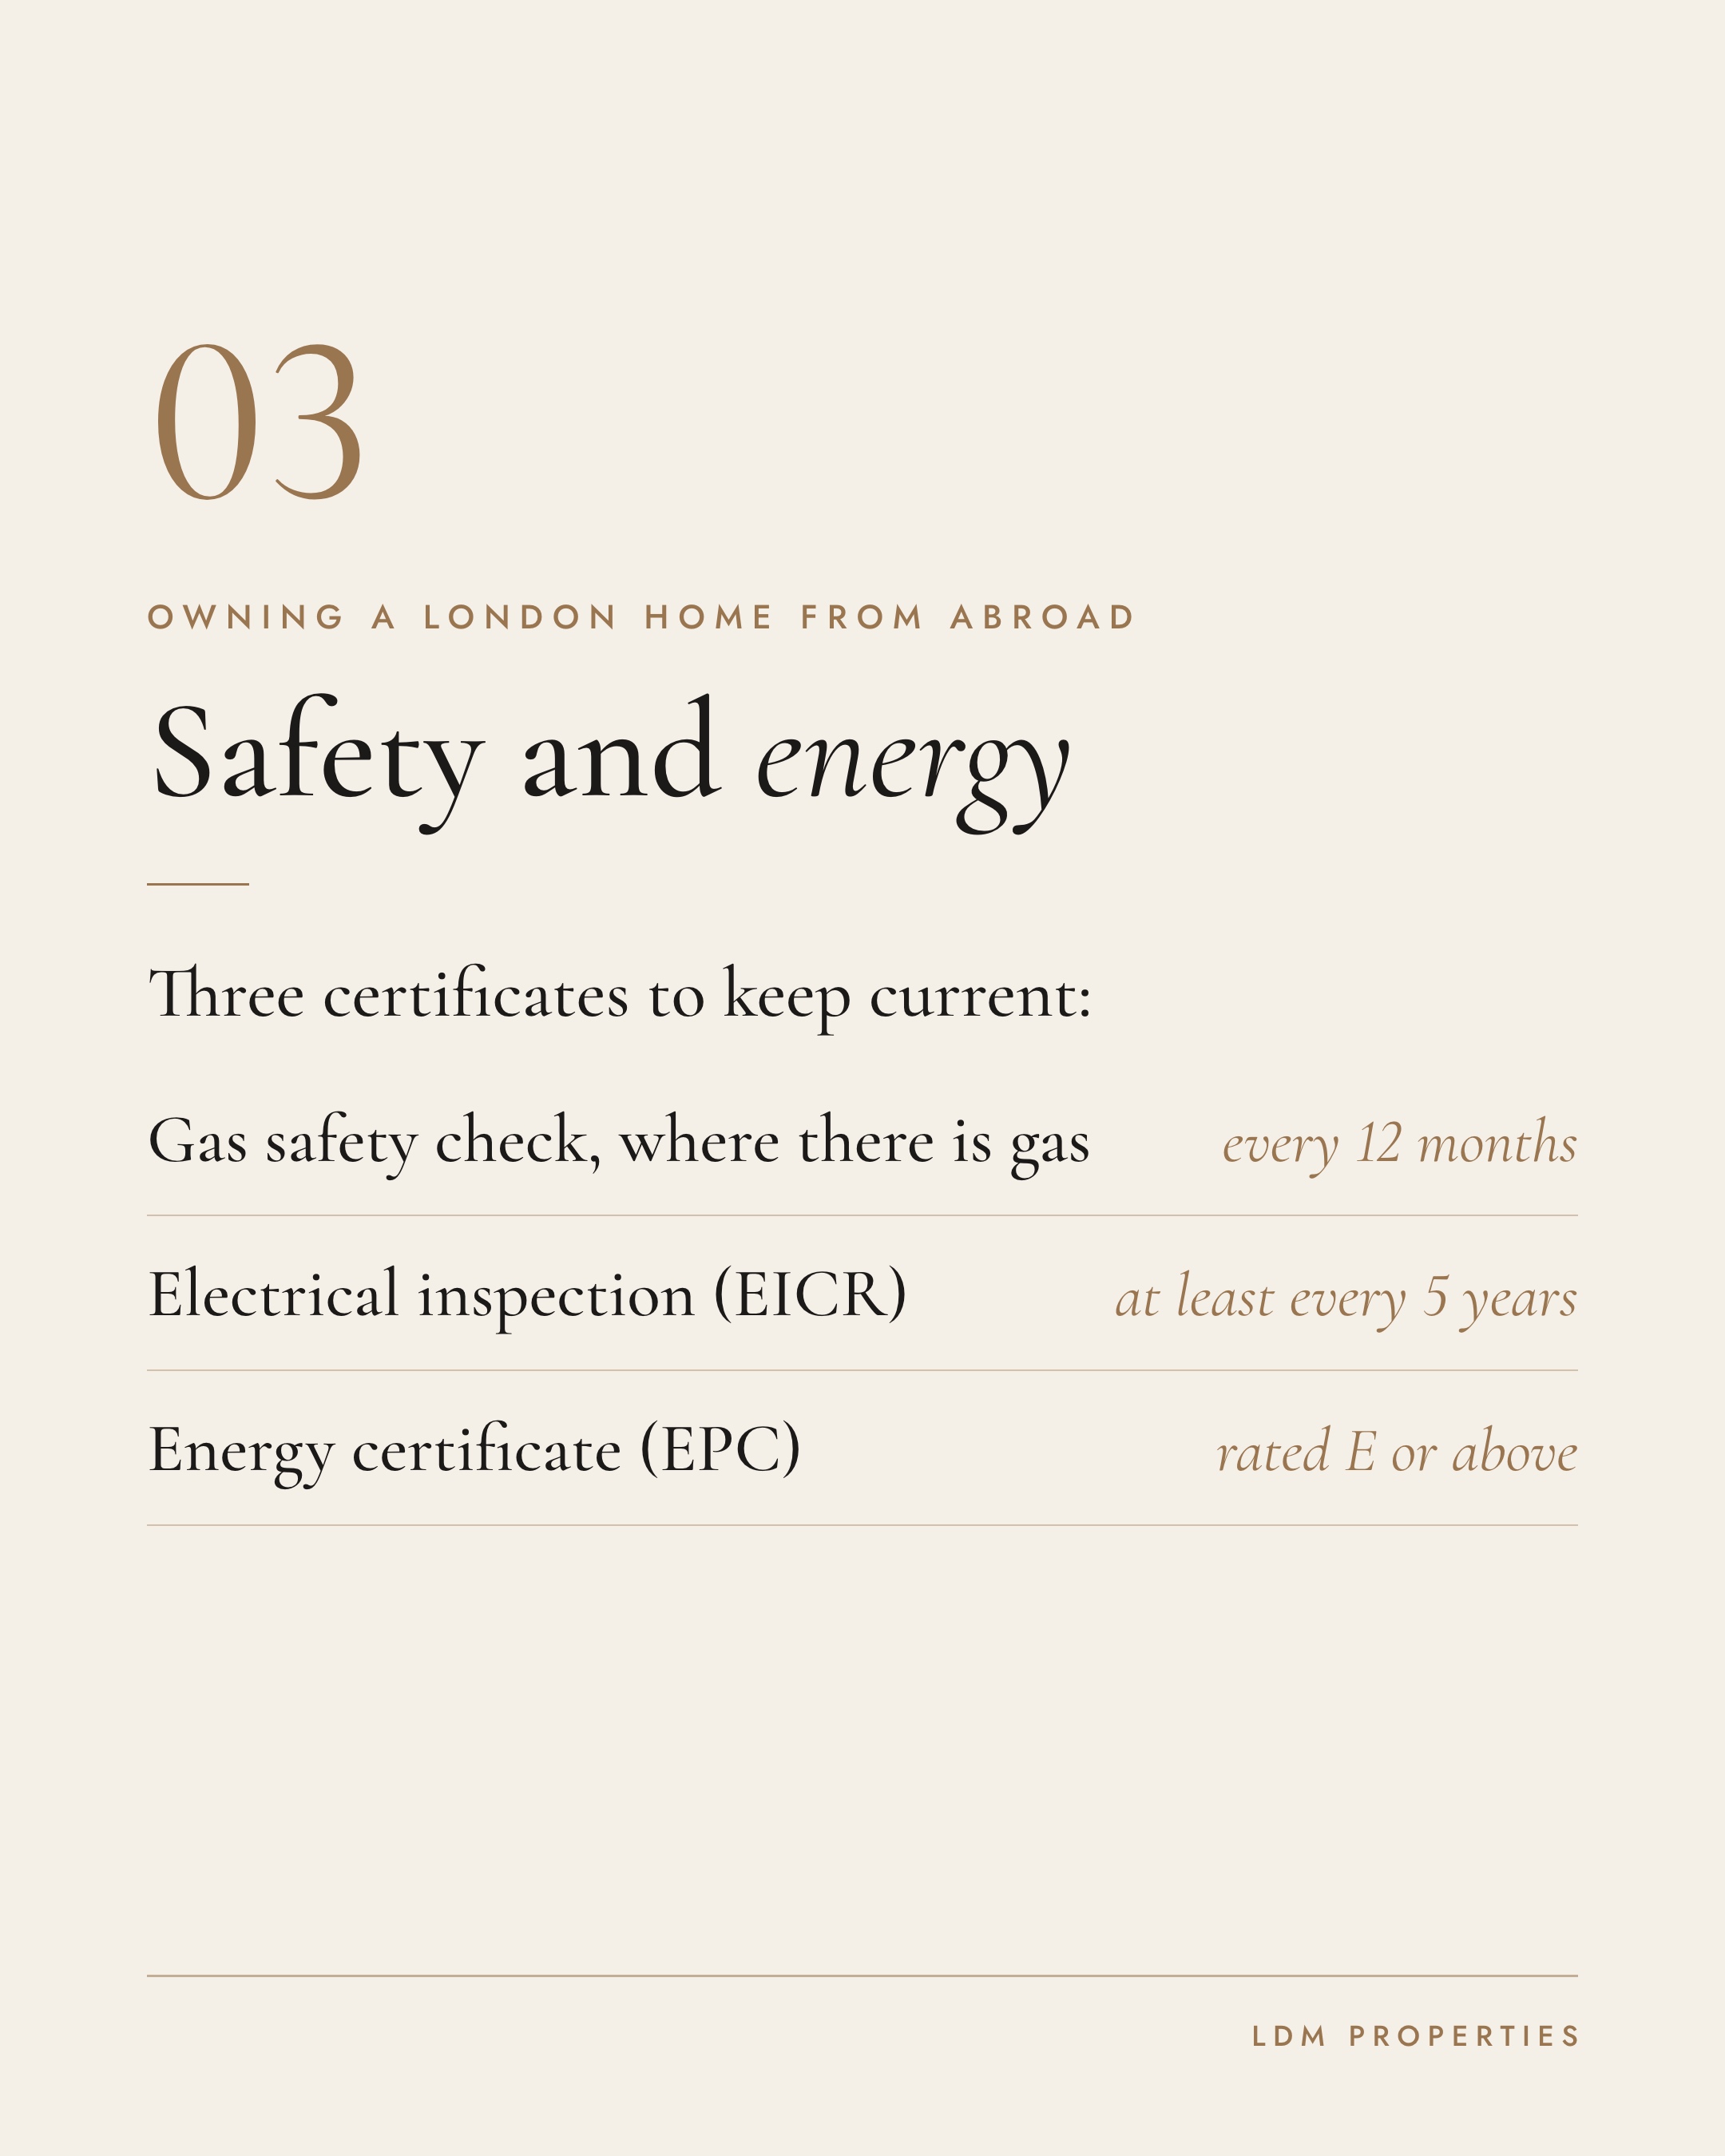 03
OWNING A LONDON HOME FROM ABROAD
Safety and energy
Three certificates to keep current:
Gas safety check, where there is gas every 12 months
Electrical inspection (EICR) at least every 5 years
Energy certificate (EPC) rated E or above
LDM PROPERTIES